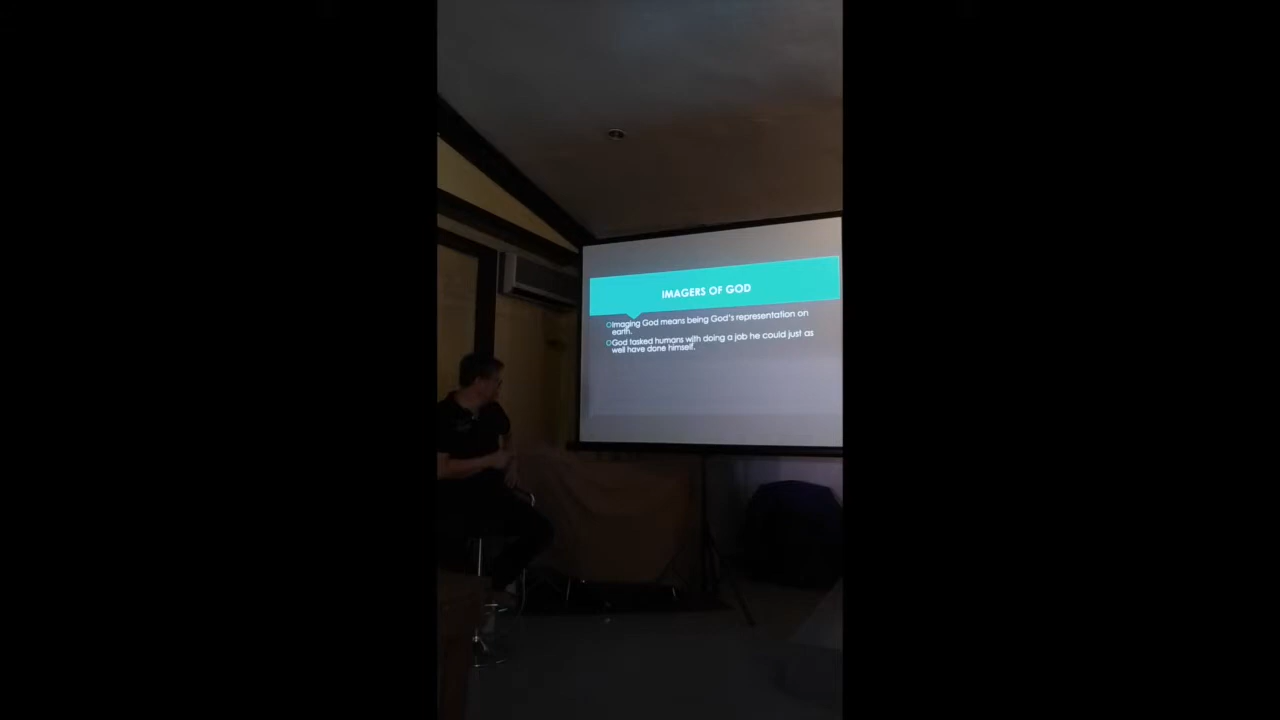 IMAGERS OF GOD
Imaging God means being God's representation on
earth.
God tasked humans with doing a job he could just as
well have done himself.